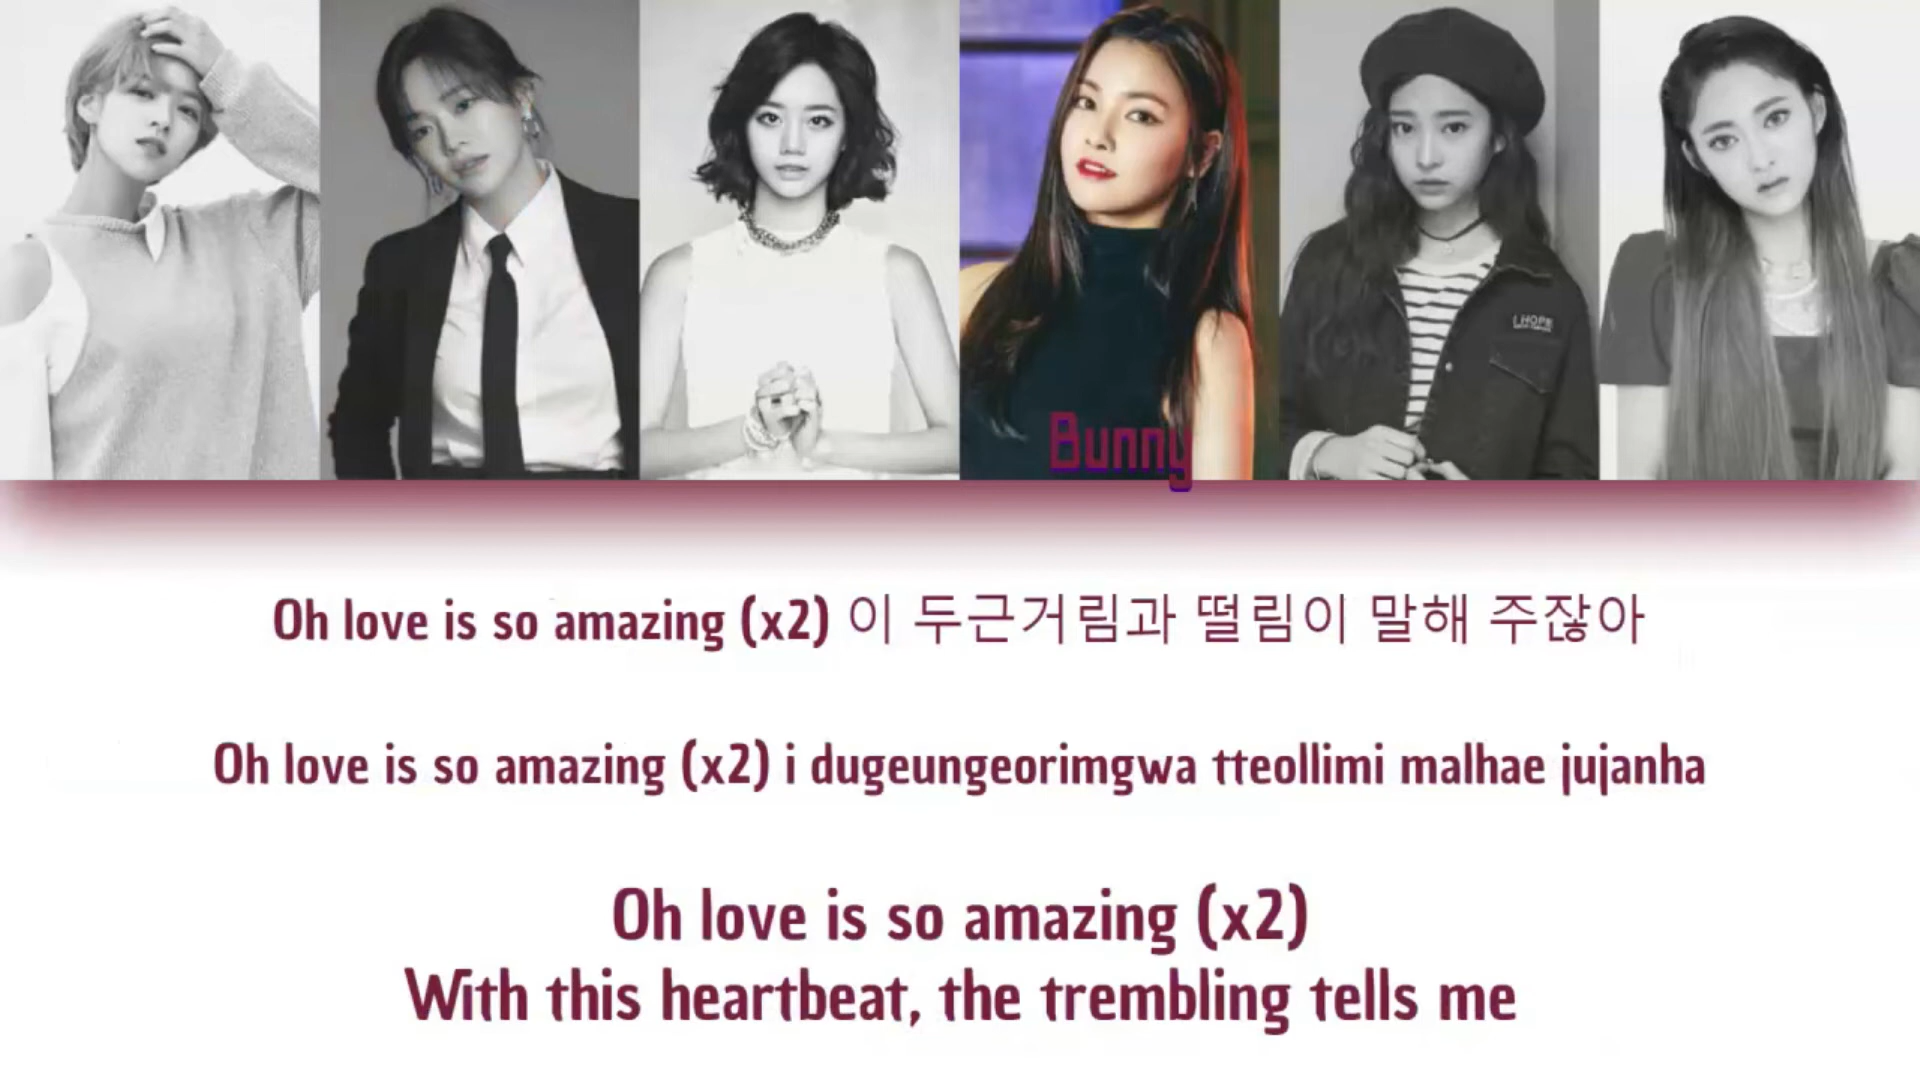 I HOPE
Bunny
Oh love is so amazing (x2) 이 두근거림과 떨림이 말해 주잖아
Oh love is so amazing (x2) i dugeungeorimgwa tteollimi malhae jujanha
Oh love is so amazing (x2)
With this heartbeat, the trembling tells me